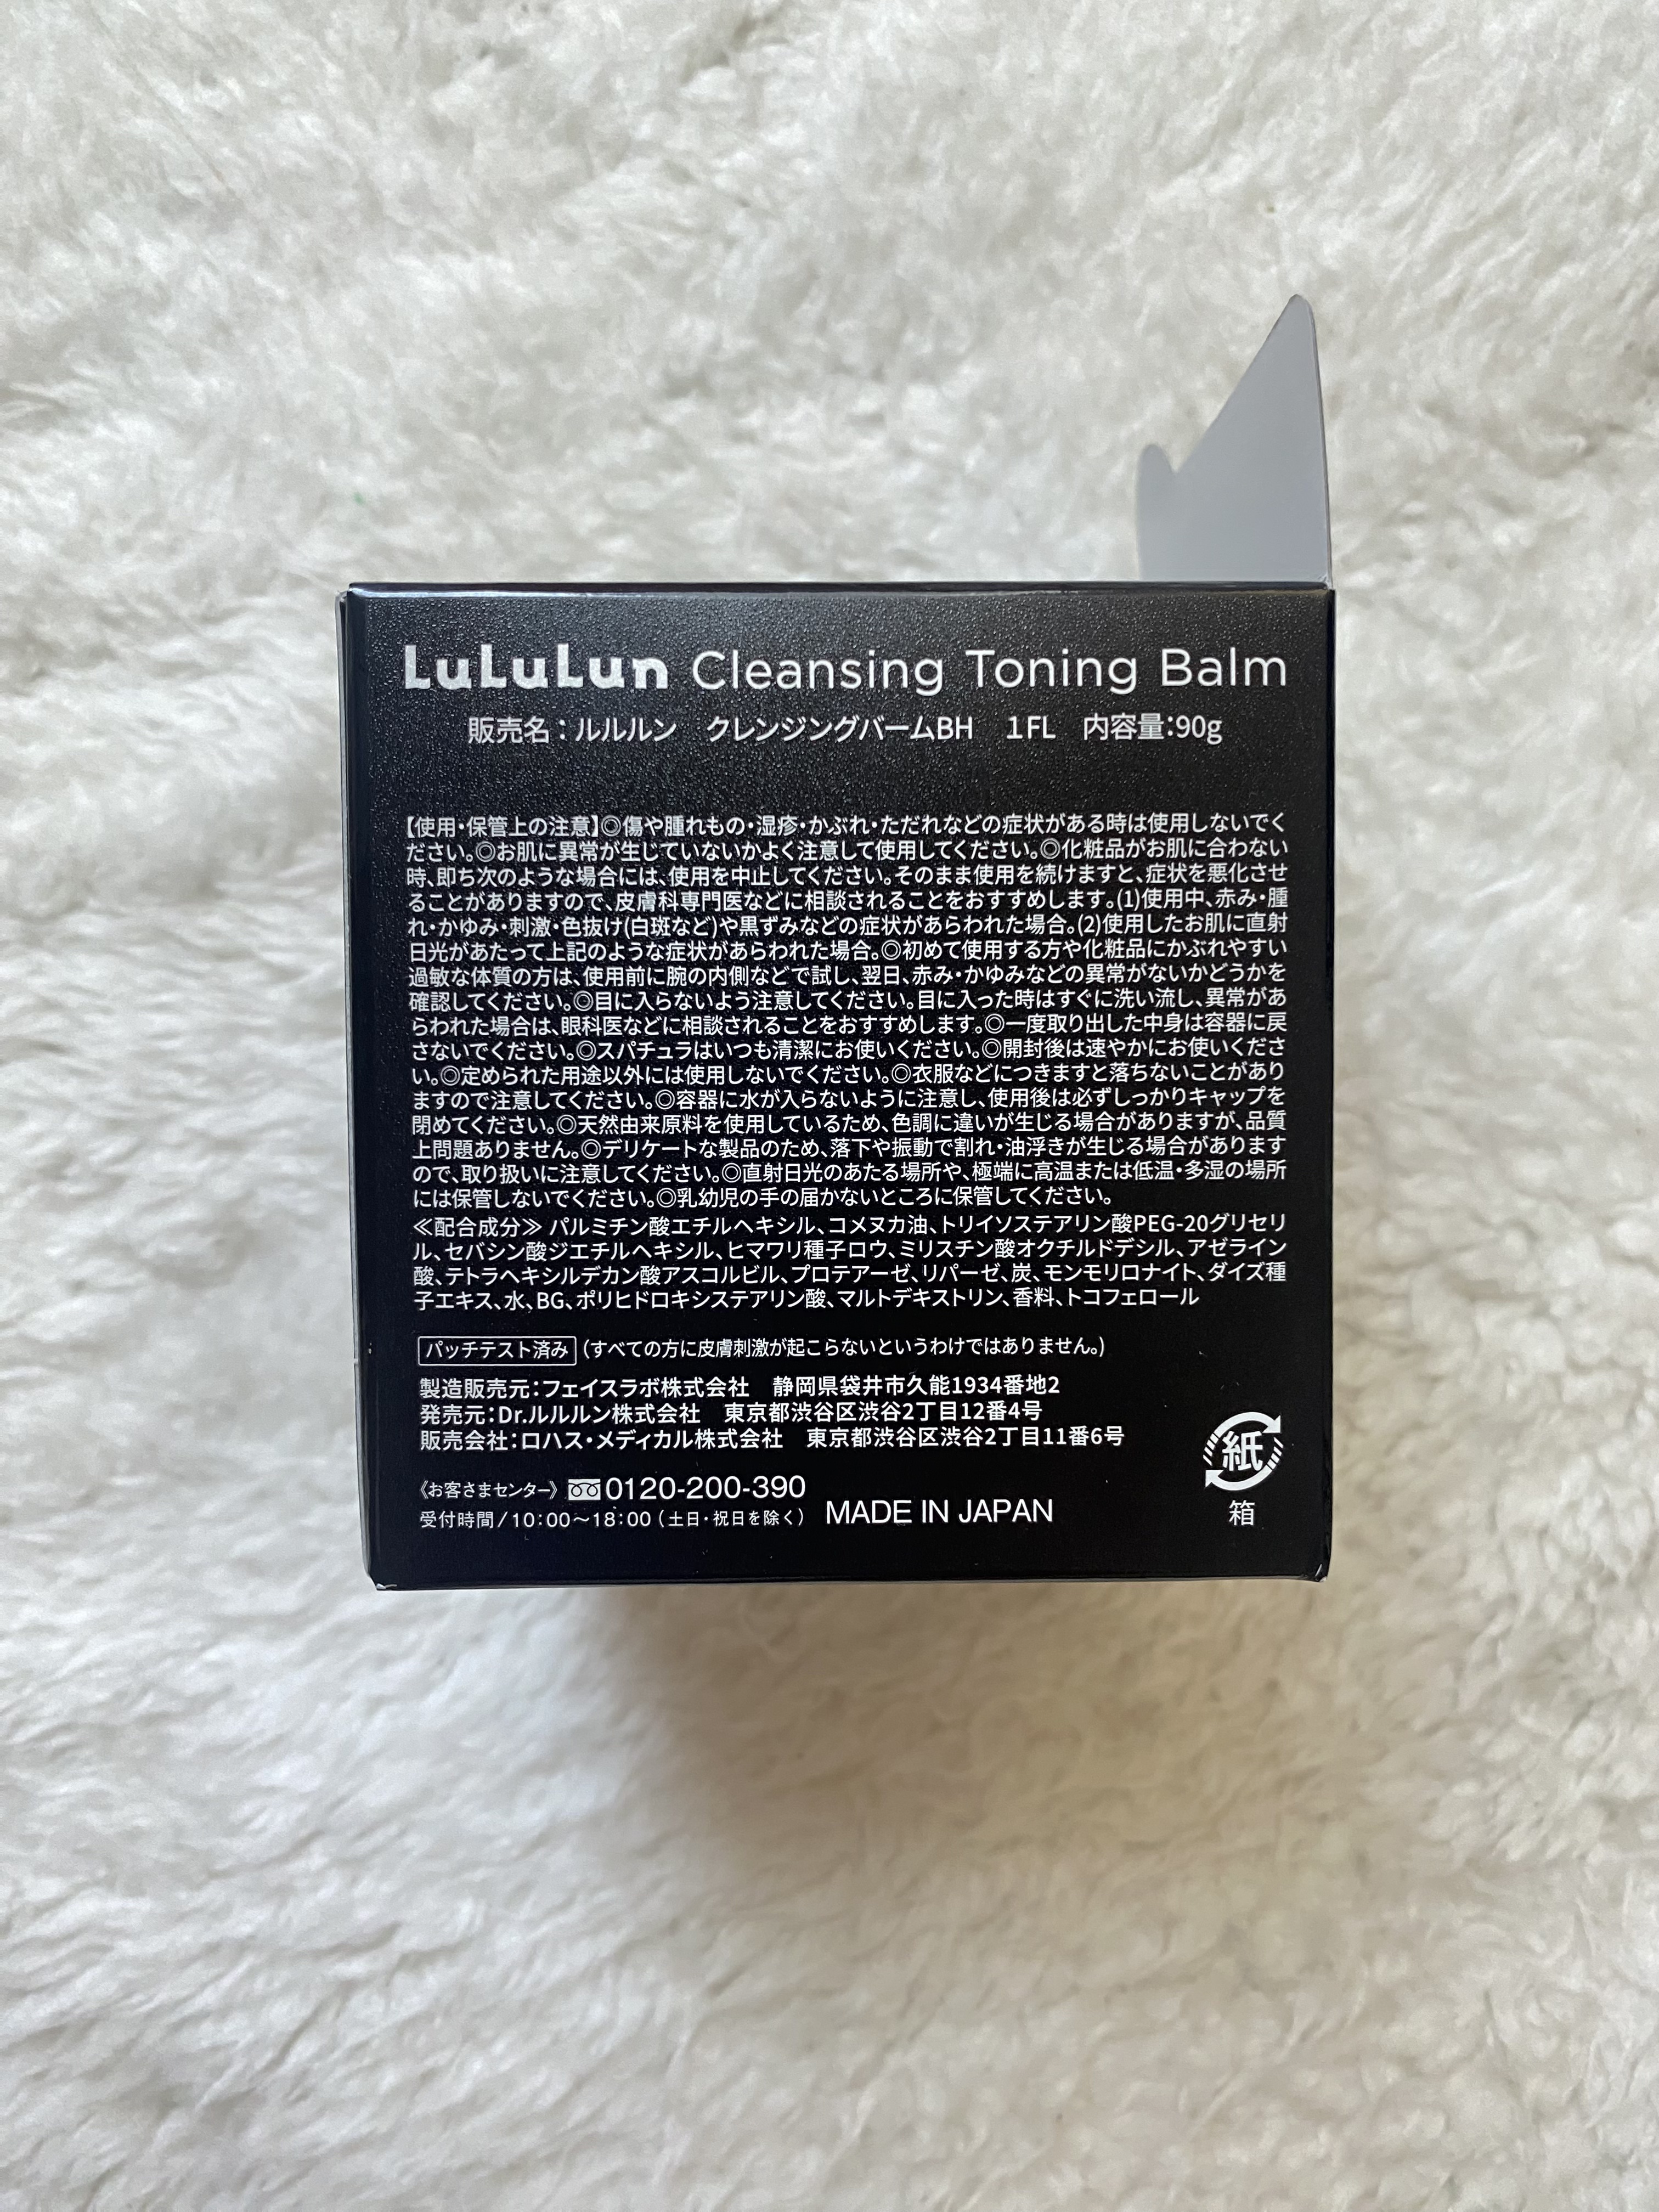 LuLuLun Cleansing Toning Balm
販売名：ルルルン　クレンジングバームBH　1FL　内容量：90g
【使用・保管上の注意】◎傷や腫れもの・湿疹・かぶれ・ただれなどの症状がある時は使用しないでく
ださい。◎お肌に異常が生じていないかよく注意して使用してください。◎化粧品がお肌に合わない
時、即ち次のような場合には、使用を中止してください。そのまま使用を続けますと、症状を悪化させ
ることがありますので、皮膚科専門医などに相談されることをおすすめします。(1)使用中、赤み・腫
れ・かゆみ・刺激・色抜け(白斑など)や黒ずみなどの症状があらわれた場合。(2)使用したお肌に直射
日光があたって上記のような症状があらわれた場合。◎初めて使用する方や化粧品にかぶれやすい
過敏な体質の方は、使用前に腕の内側などで試し、翌日、赤み・かゆみなどの異常がないかどうかを
確認してください。◎目に入らないよう注意してください。目に入った時はすぐに洗い流し、異常があ
らわれた場合は、眼科医などに相談されることをおすすめします。◎一度取り出した中身は容器に戻
さないでください。◎スパチュラはいつも清潔にお使いください。◎開封後は速やかにお使いくださ
い。◎定められた用途以外には使用しないでください。◎衣服などにつきますと落ちないことがあり
ますので注意してください。◎容器に水が入らないように注意し、使用後は必ずしっかりキャップを
閉めてください。◎天然由来原料を使用しているため、色調に違いが生じる場合がありますが、品質
上問題ありません。◎デリケートな製品のため、落下や振動で割れ・油浮きが生じる場合があります
ので、取り扱いに注意してください。◎直射日光のあたる場所や、極端に高温または低温・多湿の場所
には保管しないでください。◎乳幼児の手の届かないところに保管してください。
≪配合成分≫ パルミチン酸エチルヘキシル、コメヌカ油、トリイソステアリン酸PEG-20グリセリ
ル、セバシン酸ジエチルヘキシル、ヒマワリ種子ロウ、ミリスチン酸オクチルドデシル、アゼライン
酸、テトラヘキシルデカン酸アスコルビル、プロテアーゼ、リパーゼ、炭、モンモリロナイト、ダイズ種
子エキス、水、BG、ポリヒドロキシステアリン酸、マルトデキストリン、香料、トコフェロール
パッチテスト済み (すべての方に皮膚刺激が起こらないというわけではありません。)
製造販売元：フェイスラボ株式会社　静岡県袋井市久能1934番地2
発売元：Dr.ルルルン株式会社　東京都渋谷区渋谷2丁目12番4号
販売会社：ロハス・メディカル株式会社　東京都渋谷区渋谷2丁目11番6号
《お客さまセンター》 0120-200-390
受付時間/10：00～18：00（土日・祝日を除く）
MADE IN JAPAN
紙
箱